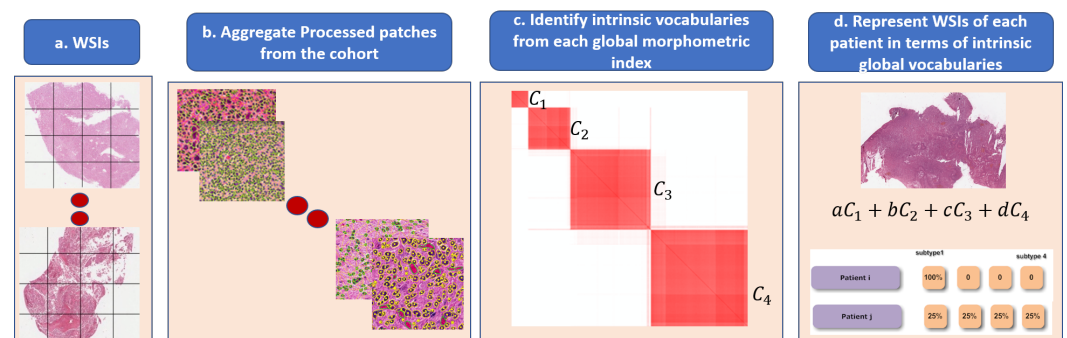 a. WSIs
b. Aggregate Processed patches
from the cohort
c. Identify intrinsic vocabularies
from each global morphometric
index
d. Represent WSIs of each
patient in terms of intrinsic
global vocabularies
C₁
C₂
C₃
C₄
aC₁ + bC₂ + cC₃ + dC₄
subtype1
subtype 4
Patient i
100%
0
0
0
Patient j
25%
25%
25%
25%